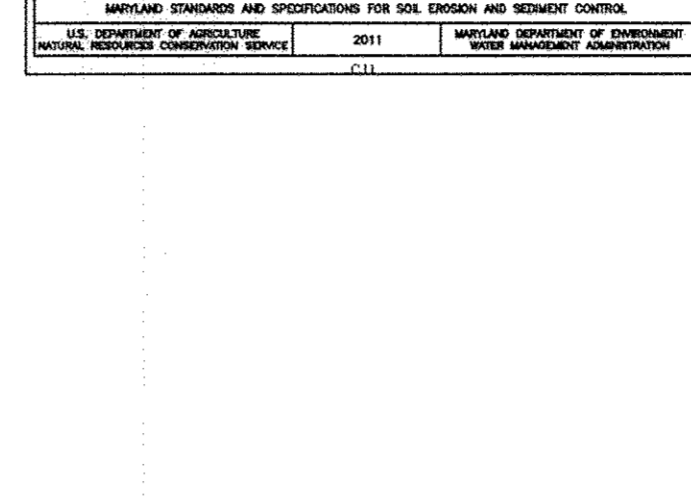 MARYLAND STANDARDS AND SPECIFICATIONS FOR SOIL EROSION AND SEDIMENT CONTROL
U.S. DEPARTMENT OF AGRICULTURE
NATURAL RESOURCES CONSERVATION SERVICE
2011
MARYLAND DEPARTMENT OF ENVIRONMENT
WATER MANAGEMENT ADMINISTRATION
C.11